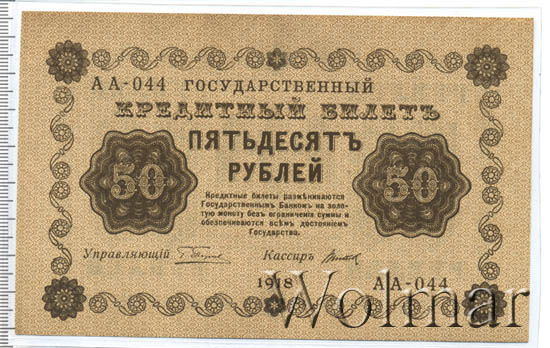 АА-044 ГОСУДАРСТВЕННЫЙ
КРЕДИТНЫЙ БИЛЕТЪ
ПЯТЬДЕСЯТЪ
РУБЛЕЙ
50
50
Кредитные билеты размѣниваются
Государственнымъ Банкомъ на золо-
тую монету безъ ограниченія суммы и
обезпечиваются всѣмъ достояніемъ
Государства.
Управляющій
Кассиръ
1918
АА-044
Wolmar